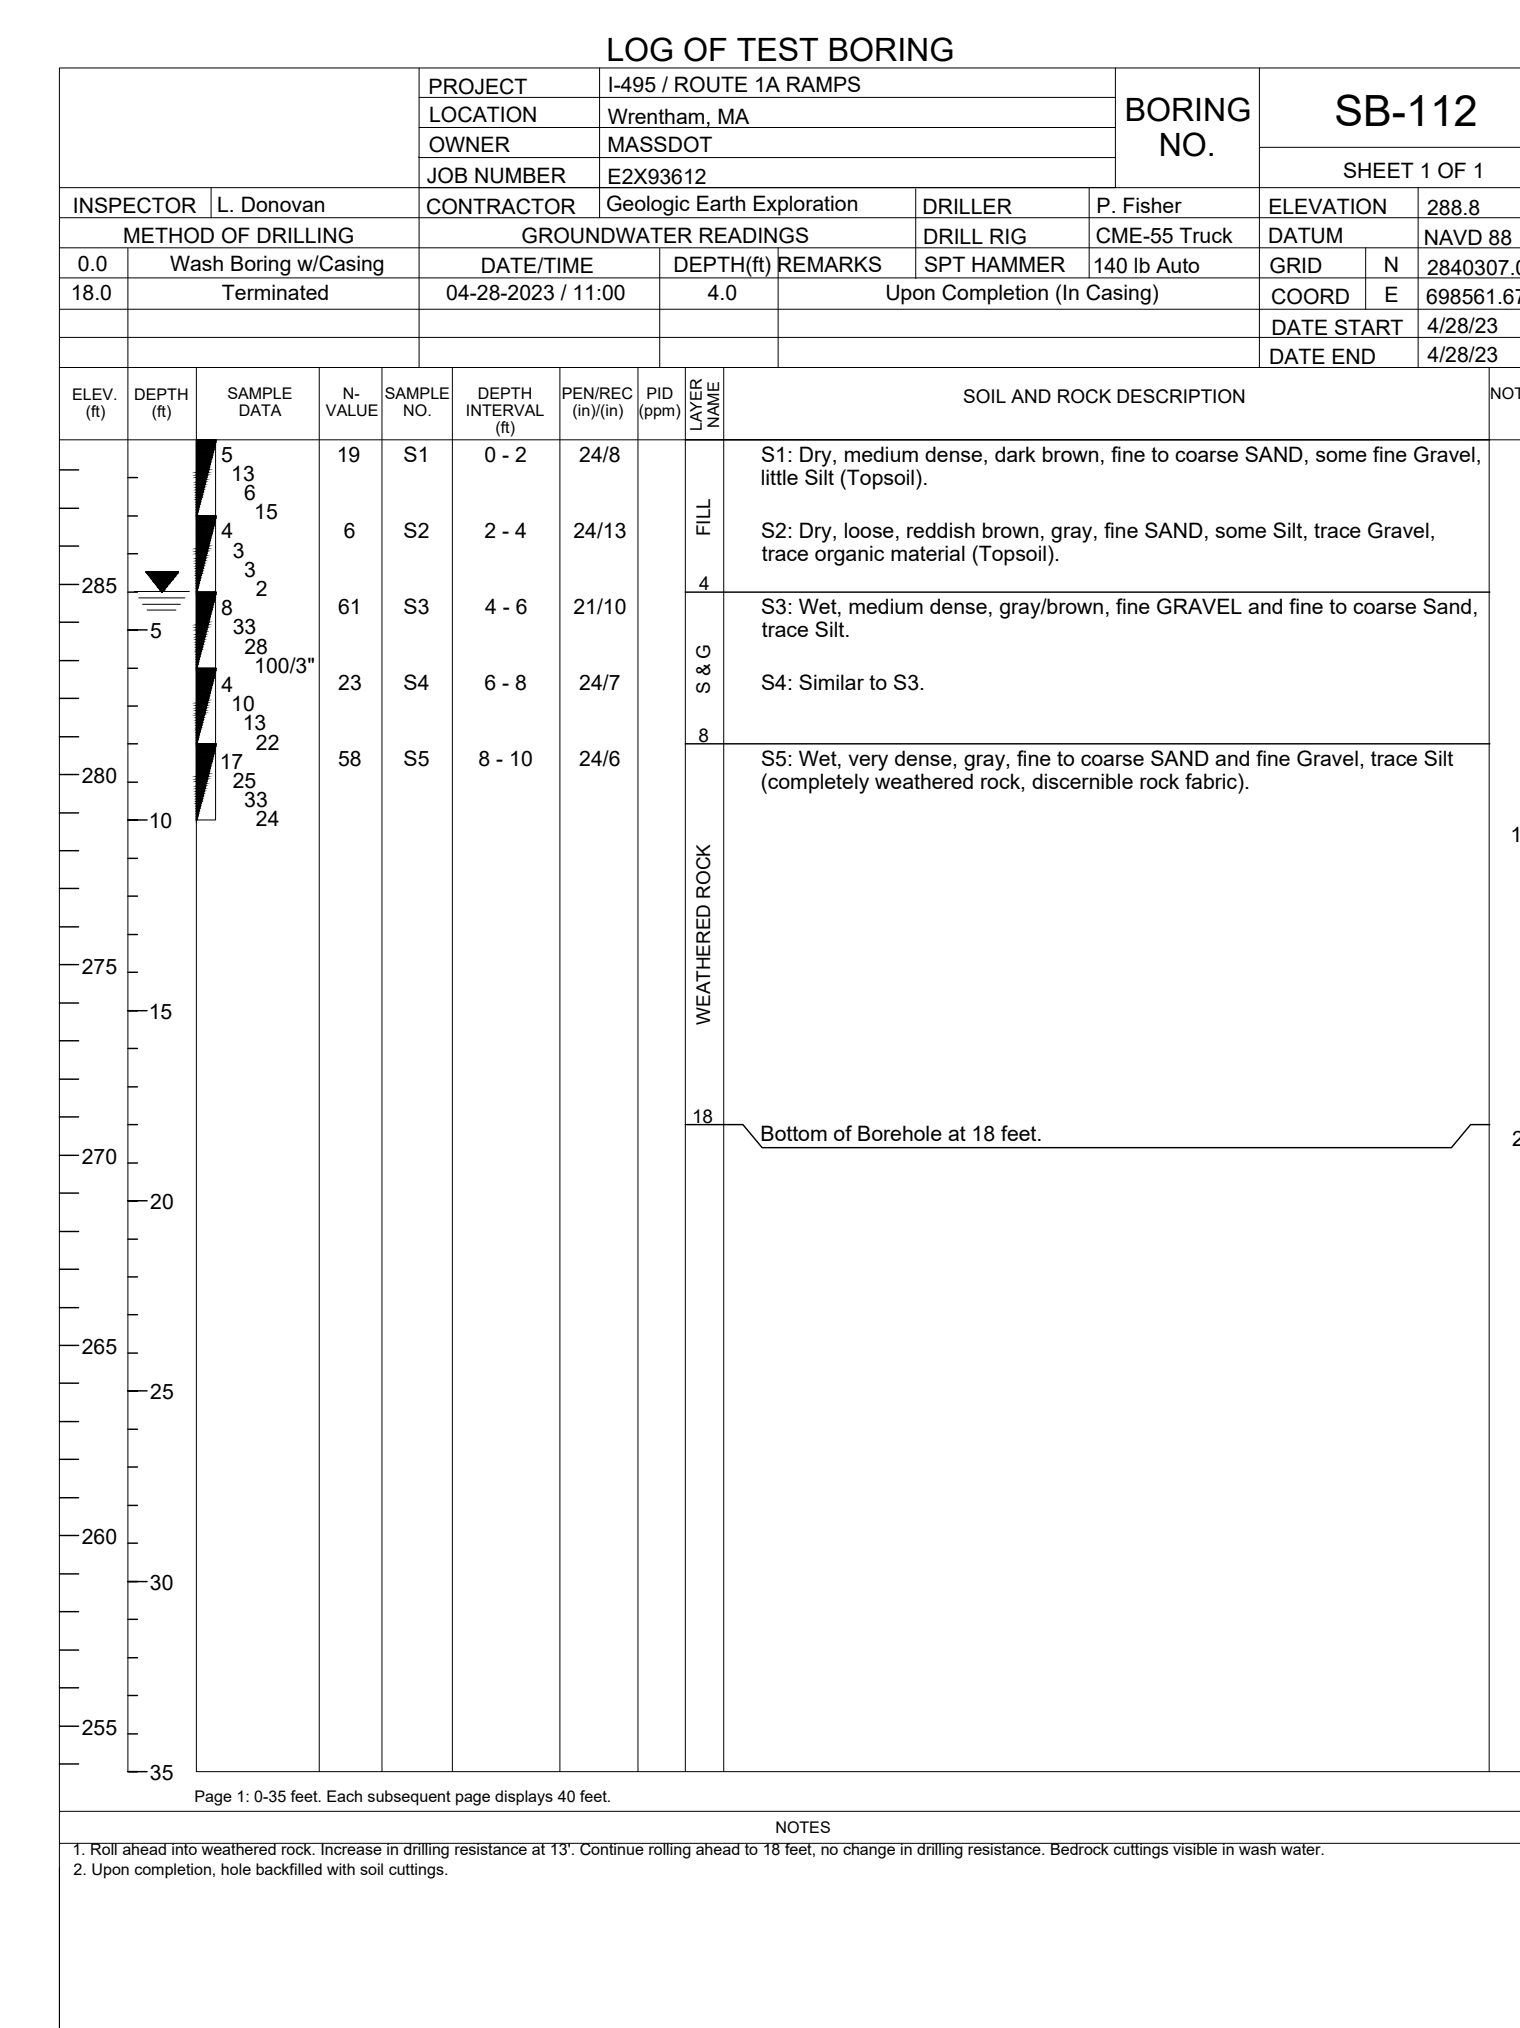 LOG OF TEST BORING
PROJECT I-495 / ROUTE 1A RAMPS
LOCATION Wrentham, MA
OWNER MASSDOT
JOB NUMBER E2X93612
BORING
NO.
SB-112
SHEET 1 OF 1
INSPECTOR L. Donovan CONTRACTOR Geologic Earth Exploration DRILLER P. Fisher ELEVATION 288.8
METHOD OF DRILLING GROUNDWATER READINGS DRILL RIG CME-55 Truck DATUM NAVD 88
0.0 Wash Boring w/Casing DATE/TIME DEPTH(ft) REMARKS SPT HAMMER 140 lb Auto GRID N 2840307.0
18.0 Terminated 04-28-2023 / 11:00 4.0 Upon Completion (In Casing) COORD E 698561.67
DATE START 4/28/23
DATE END 4/28/23
ELEV.
(ft)
DEPTH
(ft)
SAMPLE
DATA
N-
VALUE
SAMPLE
NO.
DEPTH
INTERVAL
(ft)
PEN/REC
(in)/(in)
PID
(ppm)
LAYER
NAME
SOIL AND ROCK DESCRIPTION
NOT
5 19 S1 0 - 2 24/8 S1: Dry, medium dense, dark brown, fine to coarse SAND, some fine Gravel,
13 little Silt (Topsoil).
6
15
FILL
4 6 S2 2 - 4 24/13 S2: Dry, loose, reddish brown, gray, fine SAND, some Silt, trace Gravel,
3 trace organic material (Topsoil).
3
285 2 4
8 61 S3 4 - 6 21/10 S3: Wet, medium dense, gray/brown, fine GRAVEL and fine to coarse Sand,
5 33 trace Silt.
28
100/3"
S & G
4 23 S4 6 - 8 24/7 S4: Similar to S3.
10
13
22 8
17 58 S5 8 - 10 24/6 S5: Wet, very dense, gray, fine to coarse SAND and fine Gravel, trace Silt
280 25 (completely weathered rock, discernible rock fabric).
33
10 24
1
WEATHERED ROCK
275
15
18
Bottom of Borehole at 18 feet.
2
270
20
265
25
260
30
255
35
Page 1: 0-35 feet. Each subsequent page displays 40 feet.
NOTES
1. Roll ahead into weathered rock. Increase in drilling resistance at 13'. Continue rolling ahead to 18 feet, no change in drilling resistance. Bedrock cuttings visible in wash water.
2. Upon completion, hole backfilled with soil cuttings.